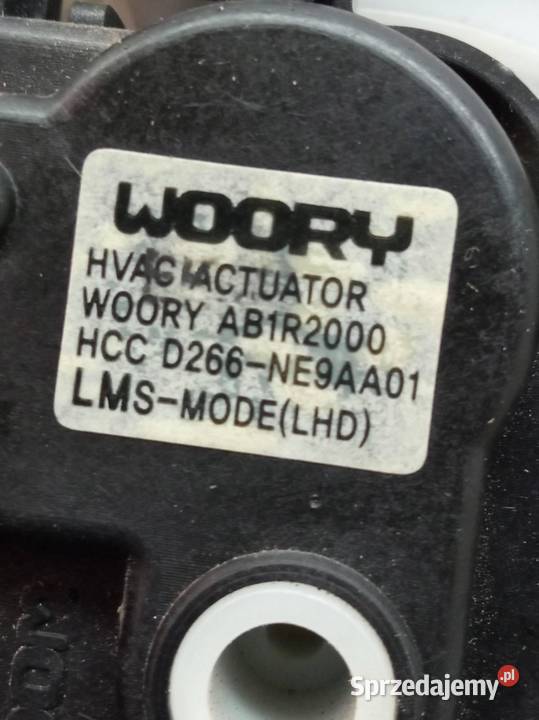 WOORY
HVAC ACTUATOR
WOORY AB1R2000
HCC D266-NE9AA01
LMS-MODE(LHD)
Sprzedajemy.pl